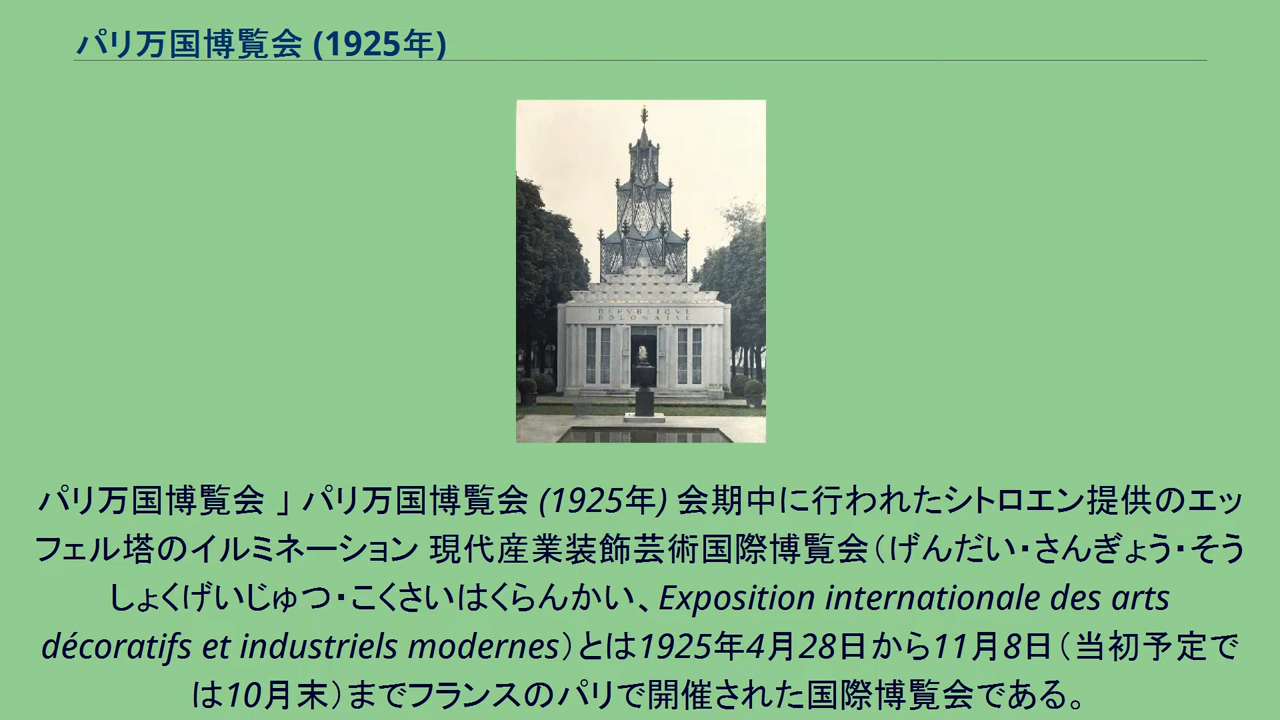 パリ万国博覧会 (1925年)
REPVBLIQVE
POLONAISE
パリ万国博覧会 」 パリ万国博覧会 (1925年) 会期中に行われたシトロエン提供のエッ
フェル塔のイルミネーション 現代産業装飾芸術国際博覧会（げんだい・さんぎょう・そう
しょくげいじゅつ・こくさいはくらんかい、Exposition internationale des arts
décoratifs et industriels modernes）とは1925年4月28日から11月8日（当初予定で
は10月末）までフランスのパリで開催された国際博覧会である。